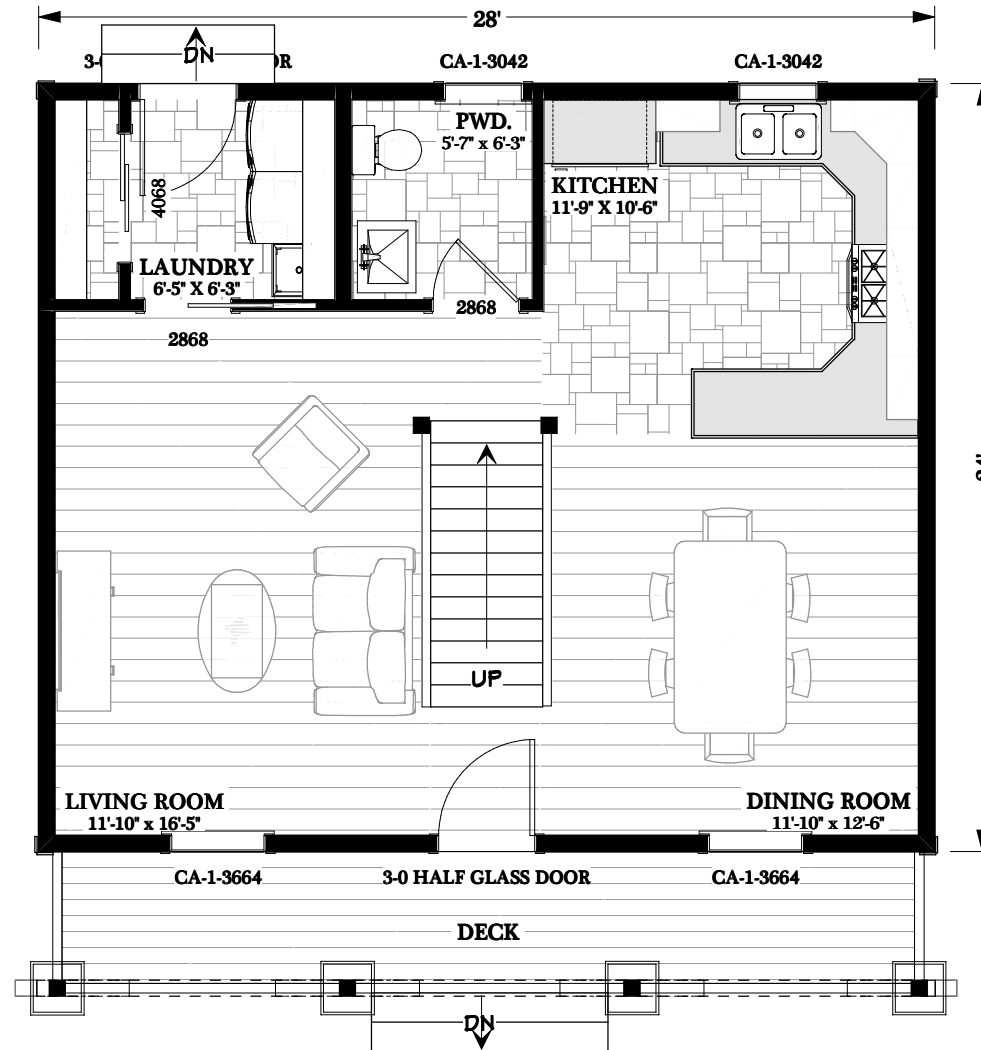 28'
DN
CA-1-3042
CA-1-3042
PWD.
5'-7" x 6'-3"
KITCHEN
11'-9" X 10'-6"
4068
LAUNDRY
6'-5" X 6'-3"
2868
2868
UP
LIVING ROOM
11'-10" x 16'-5"
DINING ROOM
11'-10" x 12'-6"
CA-1-3664
3-0 HALF GLASS DOOR
CA-1-3664
DECK
DN